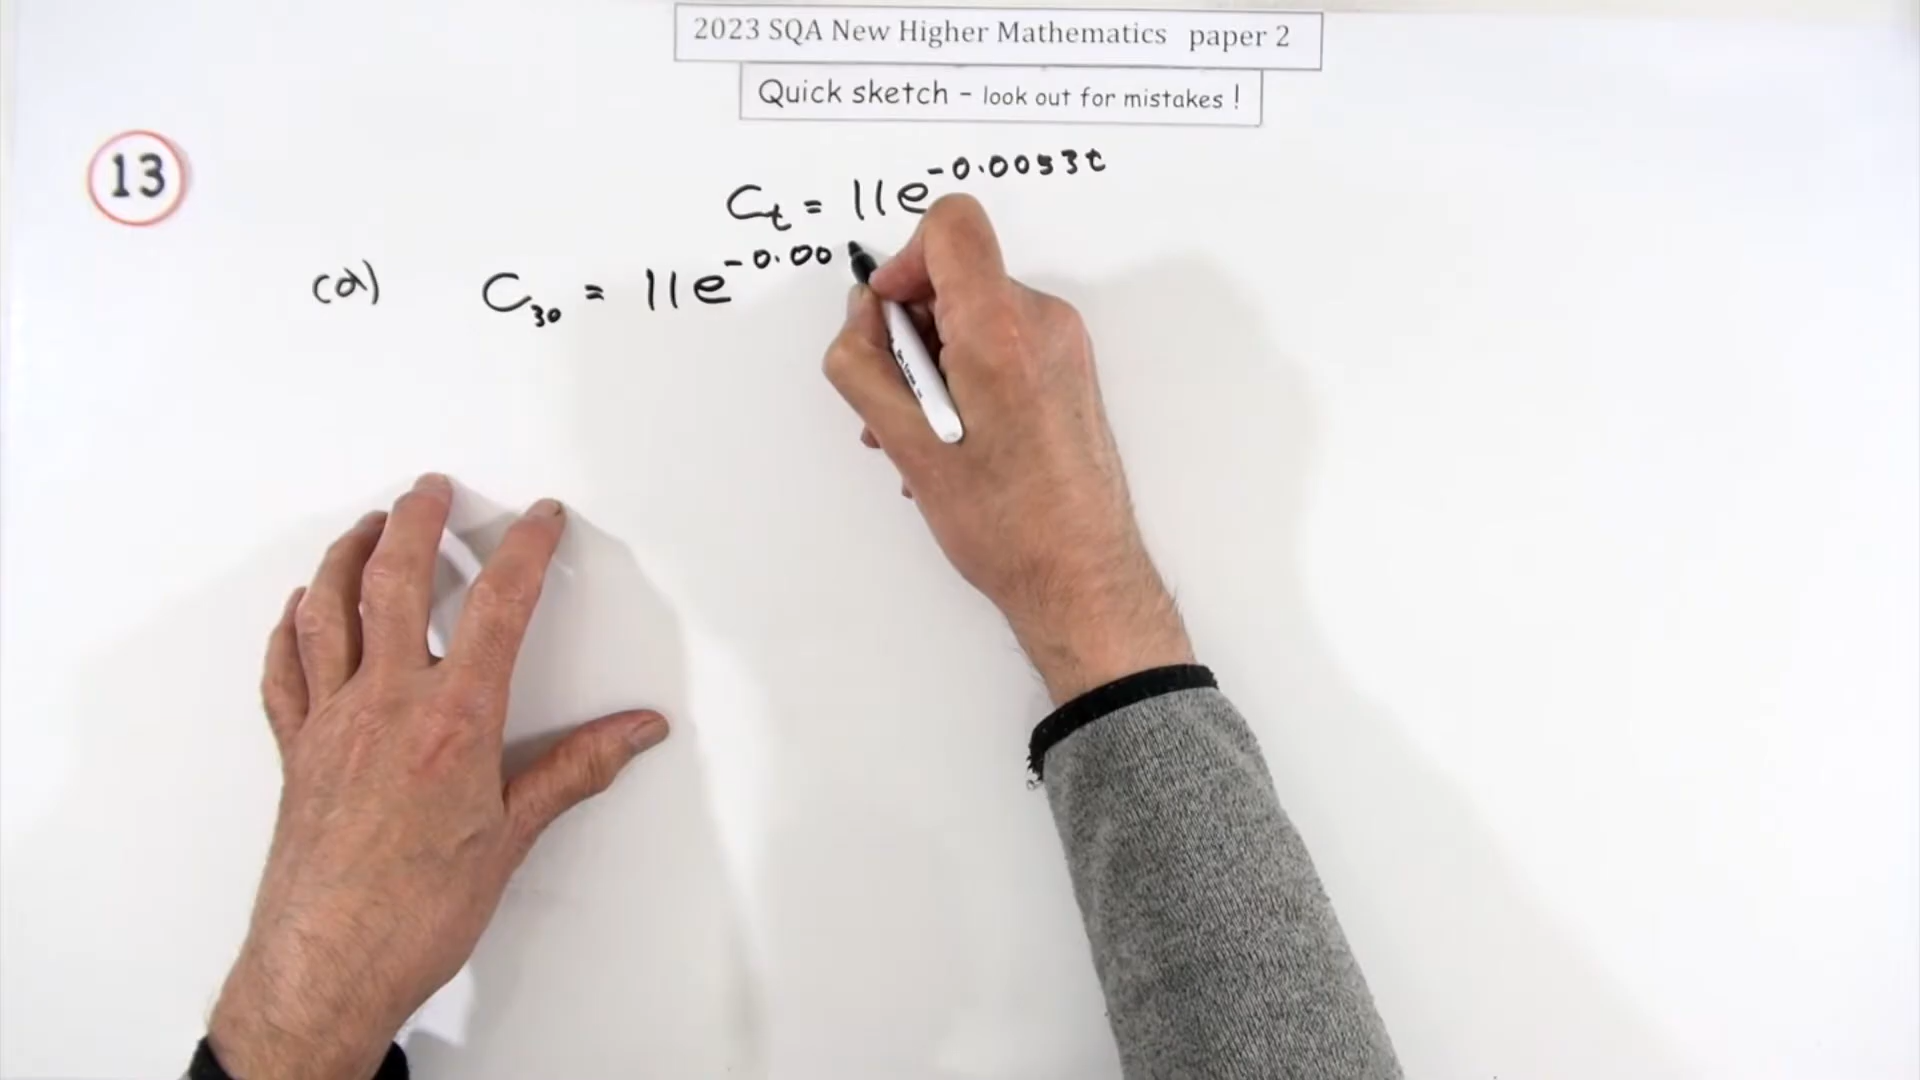 2023 SQA New Higher Mathematics paper 2
Quick sketch - look out for mistakes !
13
Cₜ = 11e^-0.0053t
(a) C₃₀ = 11e^-0.00